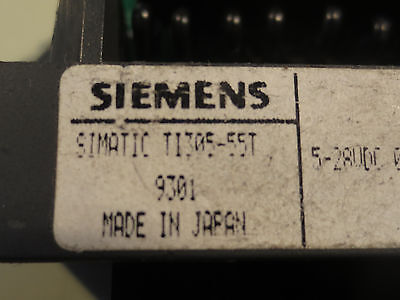 SIEMENS
SIMATIC TI305-55T
5-28VDC
9301
MADE IN JAPAN